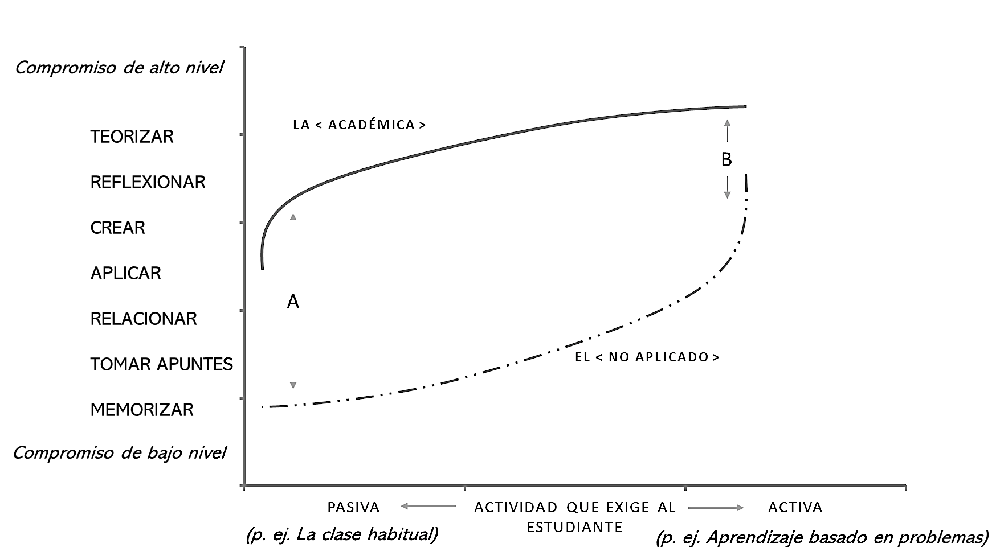 Compromiso de alto nivel
LA < ACADÉMICA >
TEORIZAR
B
REFLEXIONAR
CREAR
APLICAR
A
RELACIONAR
EL < NO APLICADO >
TOMAR APUNTES
MEMORIZAR
Compromiso de bajo nivel
PASIVA
ACTIVIDAD QUE EXIGE AL
ESTUDIANTE
ACTIVA
(p. ej. La clase habitual)
(p. ej. Aprendizaje basado en problemas)